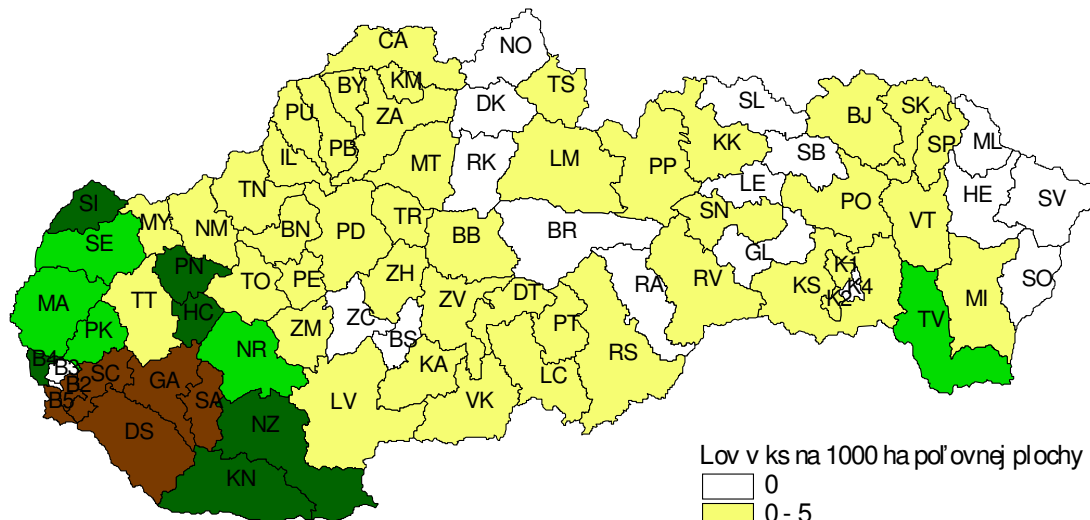 NO
CA
KM
BY
TS
DK
SL
SK
PU
ZA
BJ
KK
SP
PB
ML
IL
MT
RK
LM
PP
SB
TN
LE
HE
SV
SI
SN
PO
MY
NM
BN
PD
TR
VT
SE
BB
BR
GL
PN
K1
SO
TO
PE
ZH
RV
KS
K4
MA
TT
RA
MI
K2
HC
ZV
DT
PK
ZM
ZC
TV
BS
PT
NR
B4
B3
RS
SC
GA
KA
LC
B2
SA
LV
VK
B5
DS
NZ
KN
Lov v ks na 1000 ha poľovnej plochy
0
0 - 5